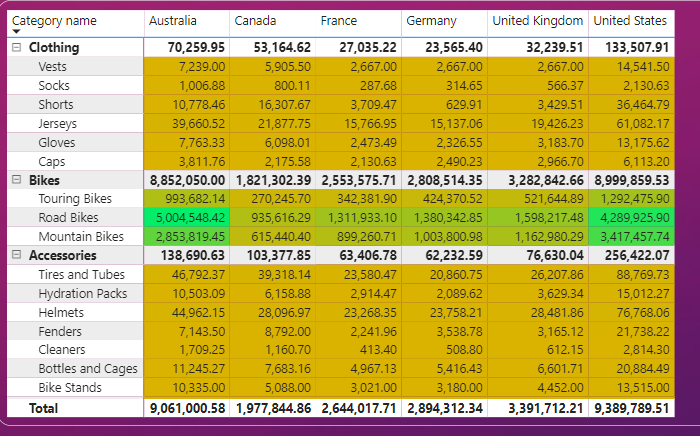 Category name Australia Canada France Germany United Kingdom United States
Clothing 70,259.95 53,164.62 27,035.22 23,565.40 32,239.51 133,507.91
Vests 7,239.00 5,905.50 2,667.00 2,667.00 2,667.00 14,541.50
Socks 1,006.88 800.11 287.68 314.65 566.37 2,130.63
Shorts 10,778.46 16,307.67 3,709.47 629.91 3,429.51 36,464.79
Jerseys 39,660.52 21,877.75 15,766.95 15,137.06 19,426.23 61,082.17
Gloves 7,763.33 6,098.01 2,473.49 2,326.55 3,183.70 13,175.62
Caps 3,811.76 2,175.58 2,130.63 2,490.23 2,966.70 6,113.20
Bikes 8,852,050.00 1,821,302.39 2,553,575.71 2,808,514.35 3,282,842.66 8,999,859.53
Touring Bikes 993,682.14 270,245.70 342,381.90 424,370.52 521,644.89 1,292,475.90
Road Bikes 5,004,548.42 935,616.29 1,311,933.10 1,380,342.85 1,598,217.48 4,289,925.90
Mountain Bikes 2,853,819.45 615,440.40 899,260.71 1,003,800.98 1,162,980.29 3,417,457.74
Accessories 138,690.63 103,377.85 63,406.78 62,232.59 76,630.04 256,422.07
Tires and Tubes 46,792.37 39,318.14 23,580.47 20,860.75 26,207.86 88,769.73
Hydration Packs 10,503.09 6,158.88 2,914.47 2,089.62 3,629.34 15,012.27
Helmets 44,962.15 28,096.97 23,268.35 23,758.21 28,481.86 76,768.06
Fenders 7,143.50 8,792.00 2,241.96 3,538.78 3,165.12 21,738.22
Cleaners 1,709.25 1,160.70 413.40 508.80 612.15 2,814.30
Bottles and Cages 11,245.27 7,683.16 4,967.13 5,416.43 6,601.71 20,884.49
Bike Stands 10,335.00 5,088.00 3,021.00 3,180.00 4,452.00 13,515.00
Total 9,061,000.58 1,977,844.86 2,644,017.71 2,894,312.34 3,391,712.21 9,389,789.51